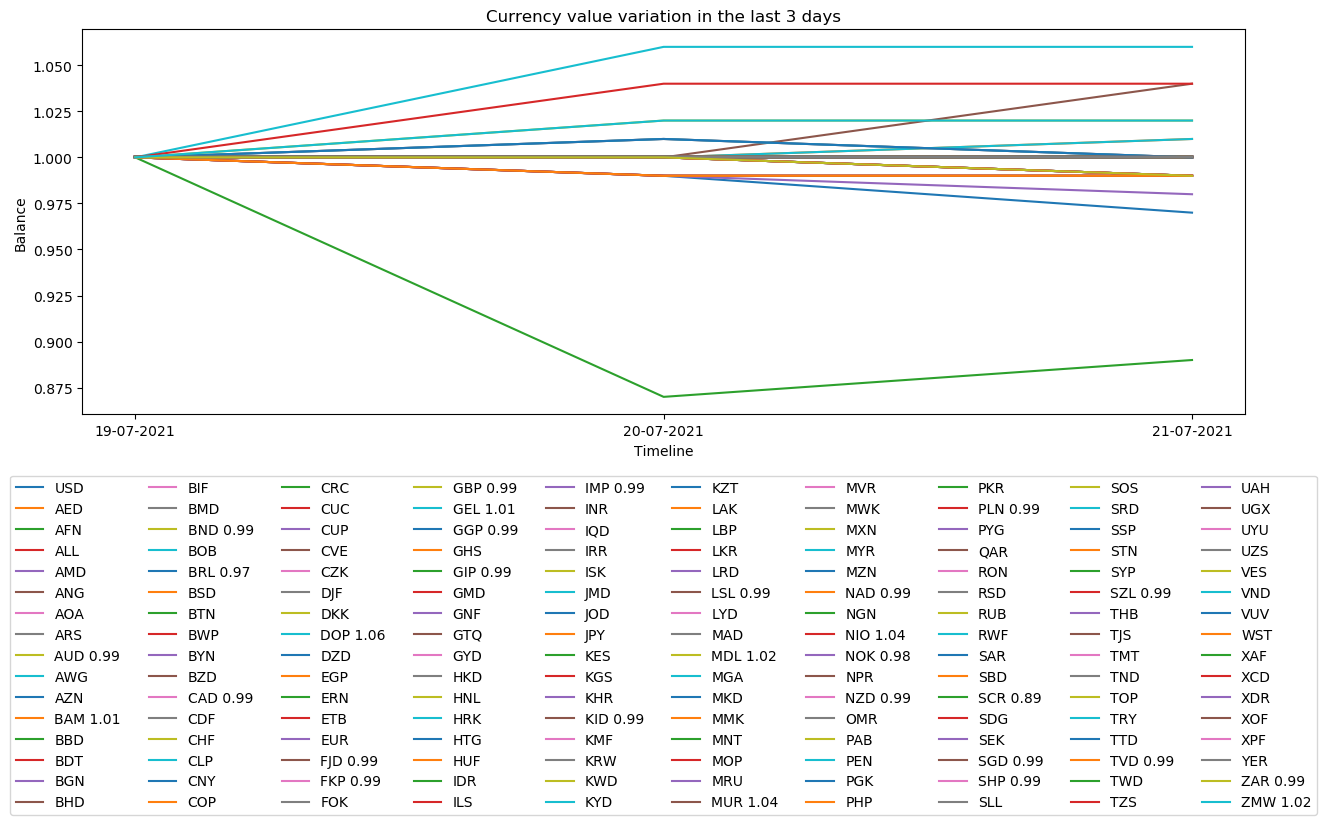 Currency value variation in the last 3 days
1.050
1.025
1.000
0.975
0.950
0.925
0.900
0.875
Balance
19-07-2021 20-07-2021 21-07-2021
Timeline
USD BIF CRC GBP 0.99 IMP 0.99 KZT MVR PKR SOS UAH
AED BMD CUC GEL 1.01 INR LAK MWK PLN 0.99 SRD UGX
AFN BND 0.99 CUP GGP 0.99 IQD LBP MXN PYG SSP UYU
ALL BOB CVE GHS IRR LKR MYR QAR STN UZS
AMD BRL 0.97 CZK GIP 0.99 ISK LRD MZN RON SYP VES
ANG BSD DJF GMD JMD LSL 0.99 NAD 0.99 RSD SZL 0.99 VND
AOA BTN DKK GNF JOD LYD NGN RUB THB VUV
ARS BWP DOP 1.06 GTQ JPY MAD NIO 1.04 RWF TJS WST
AUD 0.99 BYN DZD GYD KES MDL 1.02 NOK 0.98 SAR TMT XAF
AWG BZD EGP HKD KGS MGA NPR SBD TND XCD
AZN CAD 0.99 ERN HNL KHR MKD NZD 0.99 SCR 0.89 TOP XDR
BAM 1.01 CDF ETB HRK KID 0.99 MMK OMR SDG TRY XOF
BBD CHF EUR HTG KMF MNT PAB SEK TTD XPF
BDT CLP FJD 0.99 HUF KRW MOP PEN SGD 0.99 TVD 0.99 YER
BGN CNY FKP 0.99 IDR KWD MRU PGK SHP 0.99 TWD ZAR 0.99
BHD COP FOK ILS KYD MUR 1.04 PHP SLL TZS ZMW 1.02